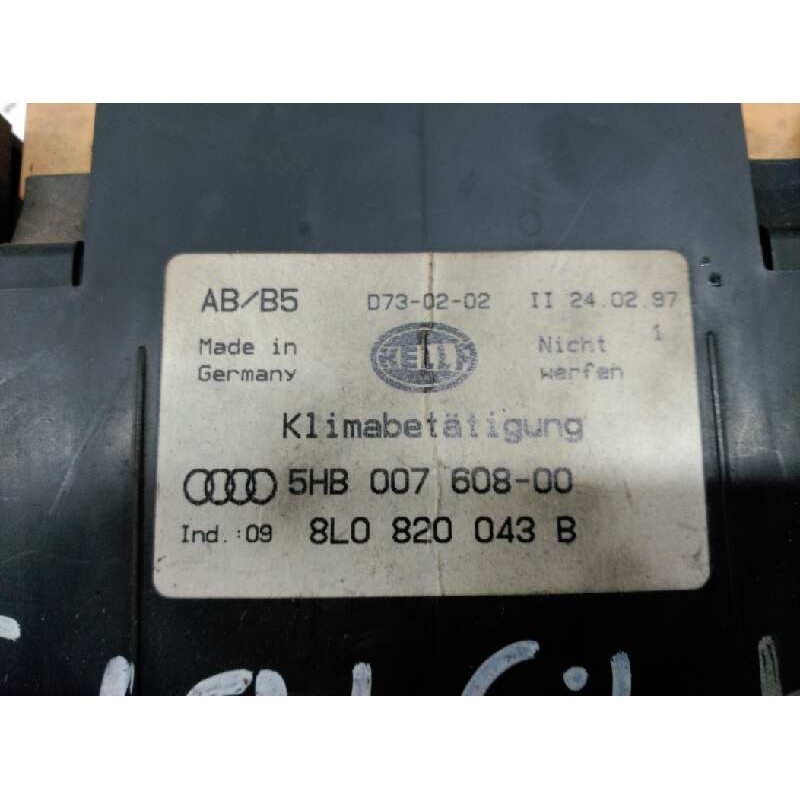 AB/B5 D73-02-02 II 24.02.97
Made in Germany
HELLA
Nicht werfen
1
Klimabetätigung
5HB 007 608-00
Ind.:09 8L0 820 043 B